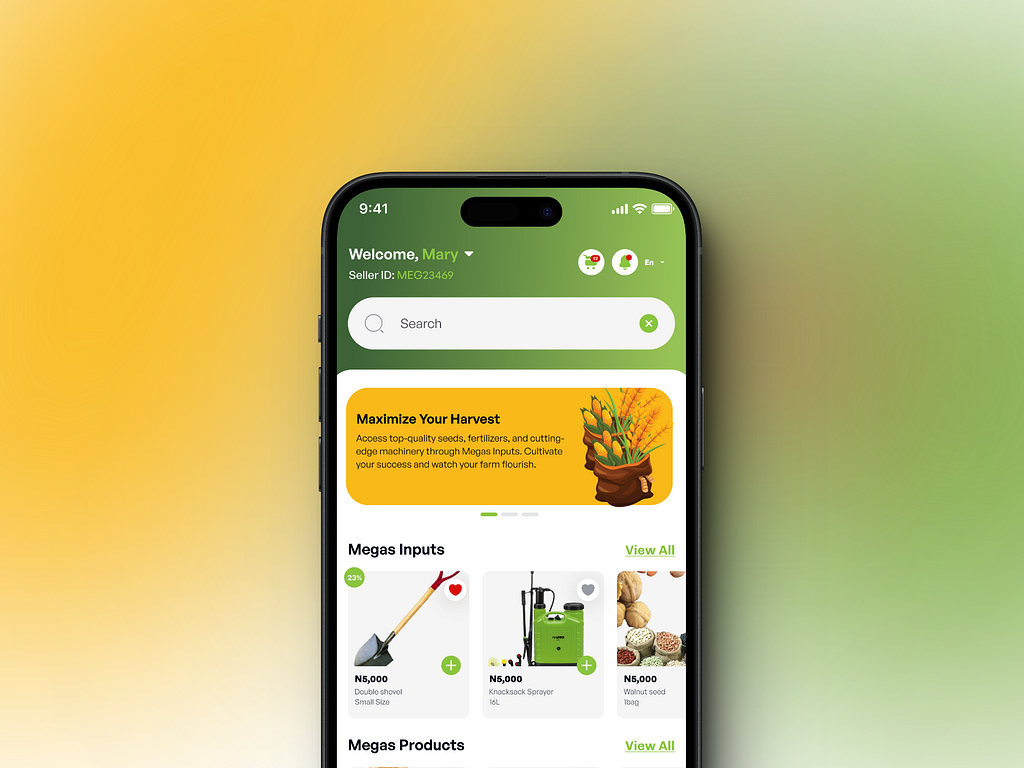 9:41
Welcome, Mary
Seller ID: MEG23469
En
Search
Maximize Your Harvest
Access top-quality seeds, fertilizers, and cutting-
edge machinery through Megas Inputs. Cultivate
your success and watch your farm flourish.
Megas Inputs
View All
23%
N5,000
Double shovel
Small Size
N5,000
Knacksack Sprayer
16L
N5,000
Walnut seed
1bag
Megas Products
View All